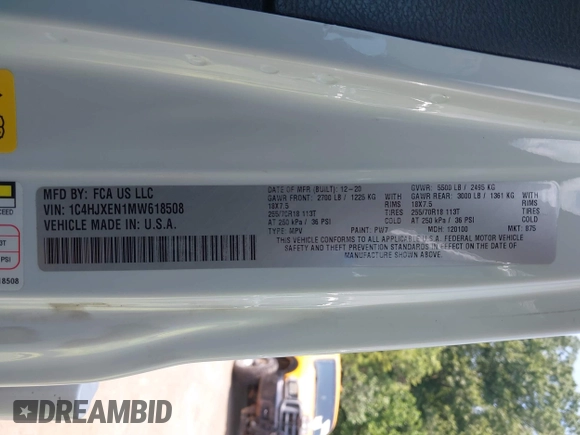 MFD BY: FCA US LLC
VIN: 1C4HJXEN1MW618508
VEHICLE MADE IN: U.S.A.
DATE OF MFR (BUILT): 12-20
GAWR FRONT: 2700 LB / 1225 KG WITH
18X7.5 RIMS
255/70R18 113T TIRES
AT 250 kPa / 36 PSI COLD
TYPE: MPV
GVWR: 5500 LB / 2495 KG
GAWR REAR: 3000 LB / 1361 KG WITH
18X7.5 RIMS
255/70R18 113T TIRES
AT 250 kPa / 36 PSI COLD
PAINT: PW7 MDH: 120100 MKT: 875
THIS VEHICLE CONFORMS TO ALL APPLICABLE U.S.A. FEDERAL MOTOR VEHICLE
SAFETY AND THEFT PREVENTION STANDARDS IN EFFECT ON THE DATE OF
MANUFACTURE SHOWN ABOVE.
CEED
3T
PSI
18508
DREAMBID